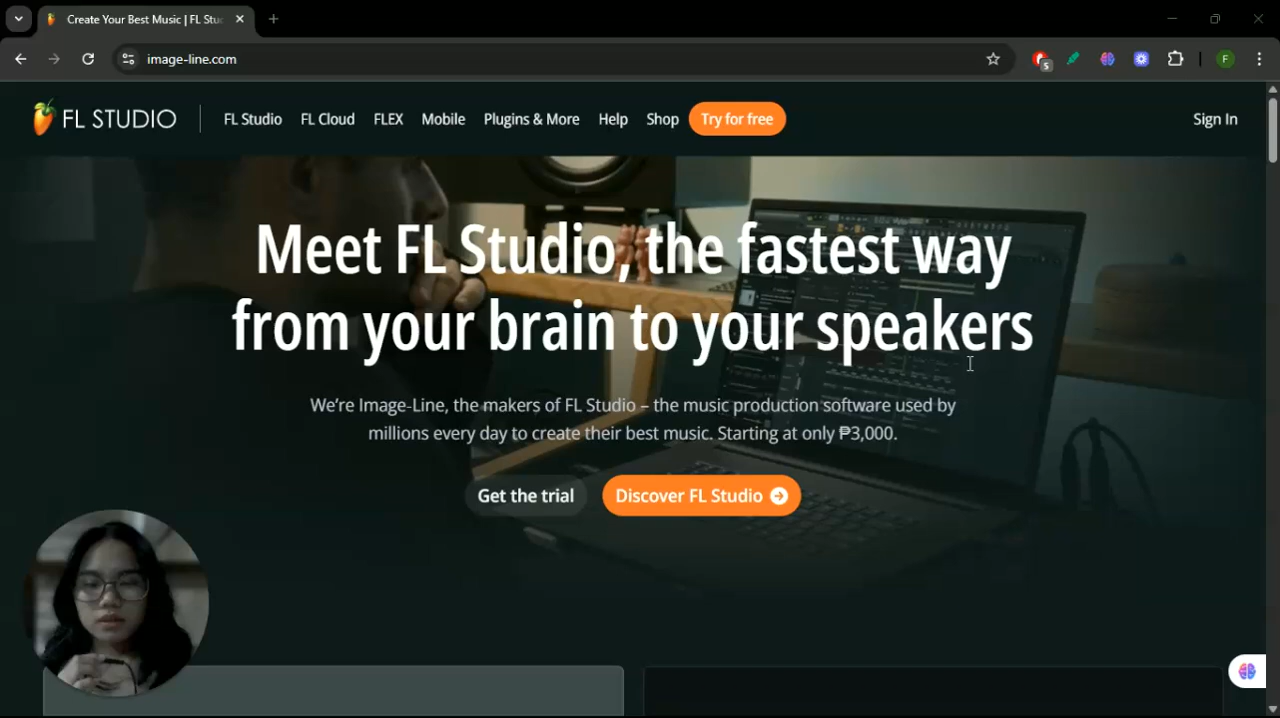 Create Your Best Music | FL Stu
image-line.com
5
F
FL STUDIO
FL Studio
FL Cloud
FLEX
Mobile
Plugins & More
Help
Shop
Try for free
Sign In
Meet FL Studio, the fastest way
from your brain to your speakers
We're Image-Line, the makers of FL Studio – the music production software used by
millions every day to create their best music. Starting at only ₱3,000.
Get the trial
Discover FL Studio